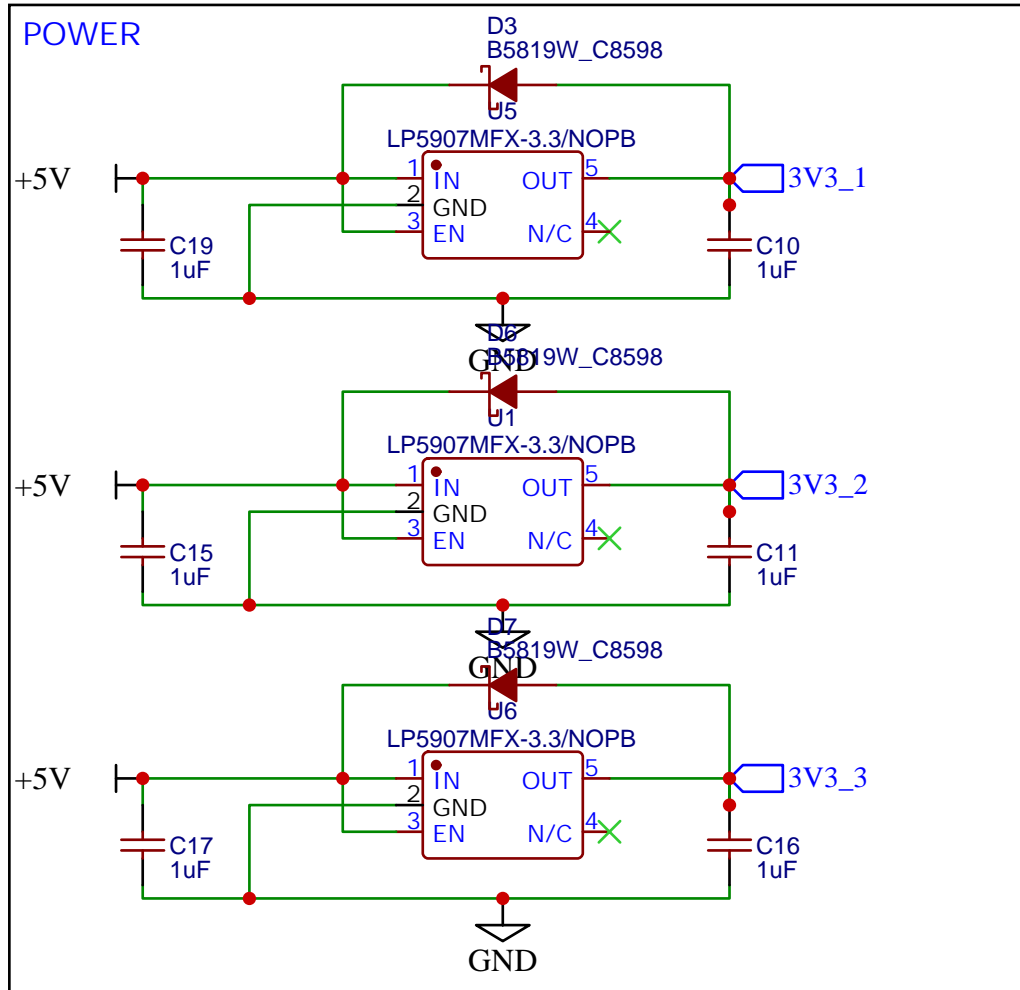 POWER
D3
B5819W_C8598
U5
LP5907MFX-3.3/NOPB
+5V
1
IN
OUT
5
3V3_1
2
GND
3
EN
N/C
4
C19
1uF
C10
1uF
GND
D6
B5819W_C8598
U1
LP5907MFX-3.3/NOPB
+5V
1
IN
OUT
5
3V3_2
2
GND
3
EN
N/C
4
C15
1uF
C11
1uF
GND
D7
B5819W_C8598
U6
LP5907MFX-3.3/NOPB
+5V
1
IN
OUT
5
3V3_3
2
GND
3
EN
N/C
4
C17
1uF
C16
1uF
GND